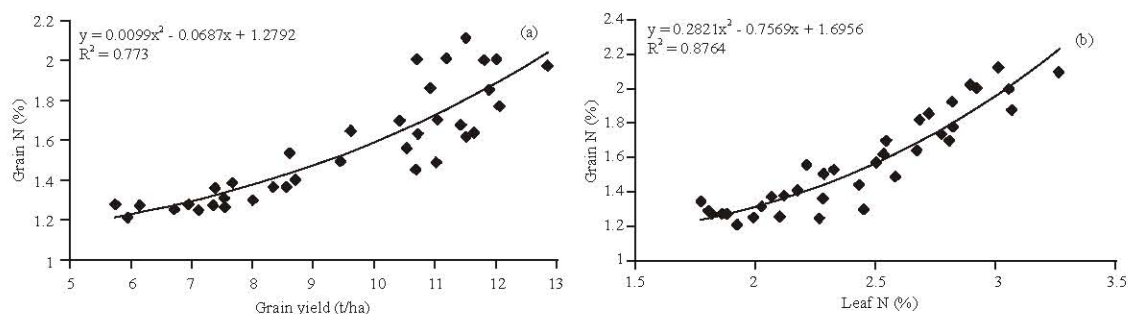 y = 0.0099x² - 0.0687x + 1.2792
R² = 0.773
(a)
2.2
2
1.8
1.6
1.4
1.2
1
Grain N (%)
5 6 7 8 9 10 11 12 13
Grain yield (t/ha)
y = 0.2821x² - 0.7569x + 1.6956
R² = 0.8764
(b)
2.4
2.2
2
1.8
1.6
1.4
1.2
1
Grain N (%)
1.5 2 2.5 3 3.5
Leaf N (%)